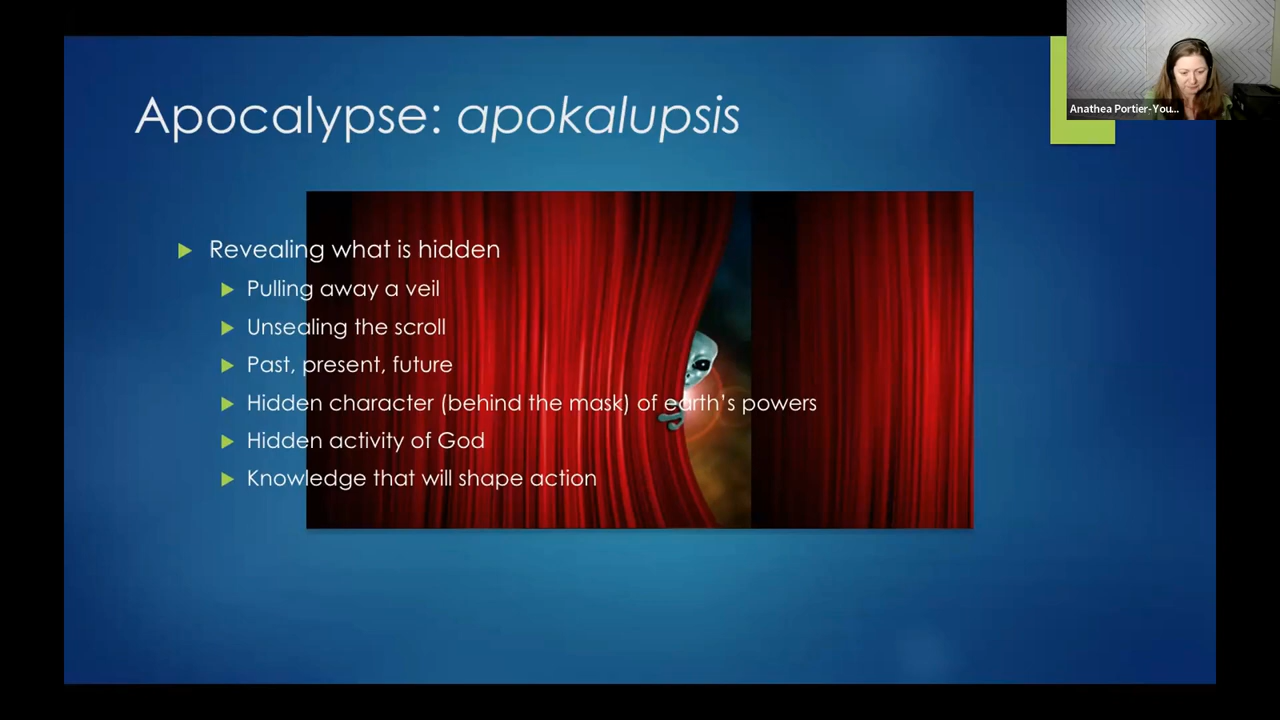 Apocalypse: apokalupsis
Anathea Portier-You...
Revealing what is hidden
Pulling away a veil
Unsealing the scroll
Past, present, future
Hidden character (behind the mask) of earth's powers
Hidden activity of God
Knowledge that will shape action